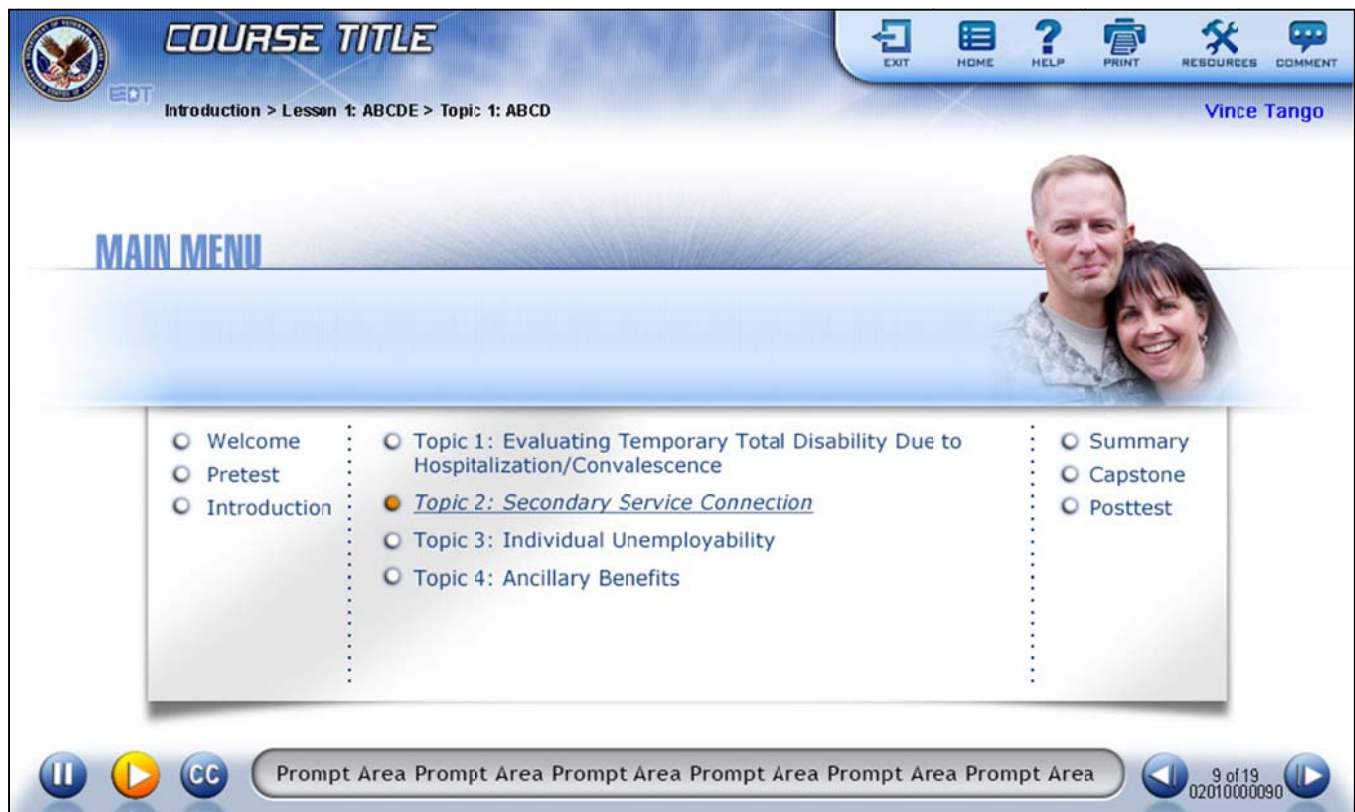 COURSE TITLE
EXIT
HOME
HELP
PRINT
RESOURCES
COMMENT
EDT
Introduction > Lesson 1: ABCDE > Topic 1: ABCD
Vince Tango
MAIN MENU
Welcome
Pretest
Introduction
Topic 1: Evaluating Temporary Total Disability Due to
Hospitalization/Convalescence
Topic 2: Secondary Service Connection
Topic 3: Individual Unemployability
Topic 4: Ancillary Benefits
Summary
Capstone
Posttest
CC
Prompt Area Prompt Area Prompt Area Prompt Area Prompt Area Prompt Area
9 of 19
02010000090